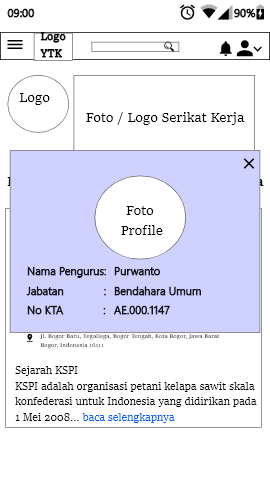 09:00
90%
Logo
YTK
Logo
Foto / Logo Serikat Kerja
Foto
Profile
Nama Pengurus: Purwanto
Jabatan : Bendahara Umum
No KTA : AE.000.1147
Jl. Bogor Baru, Tegallega, Bogor Tengah, Kota Bogor, Jawa Barat
Bogor, Indonesia 16111
Sejarah KSPI
KSPI adalah organisasi petani kelapa sawit skala
konfederasi untuk Indonesia yang didirikan pada
1 Mei 2008... baca selengkapnya